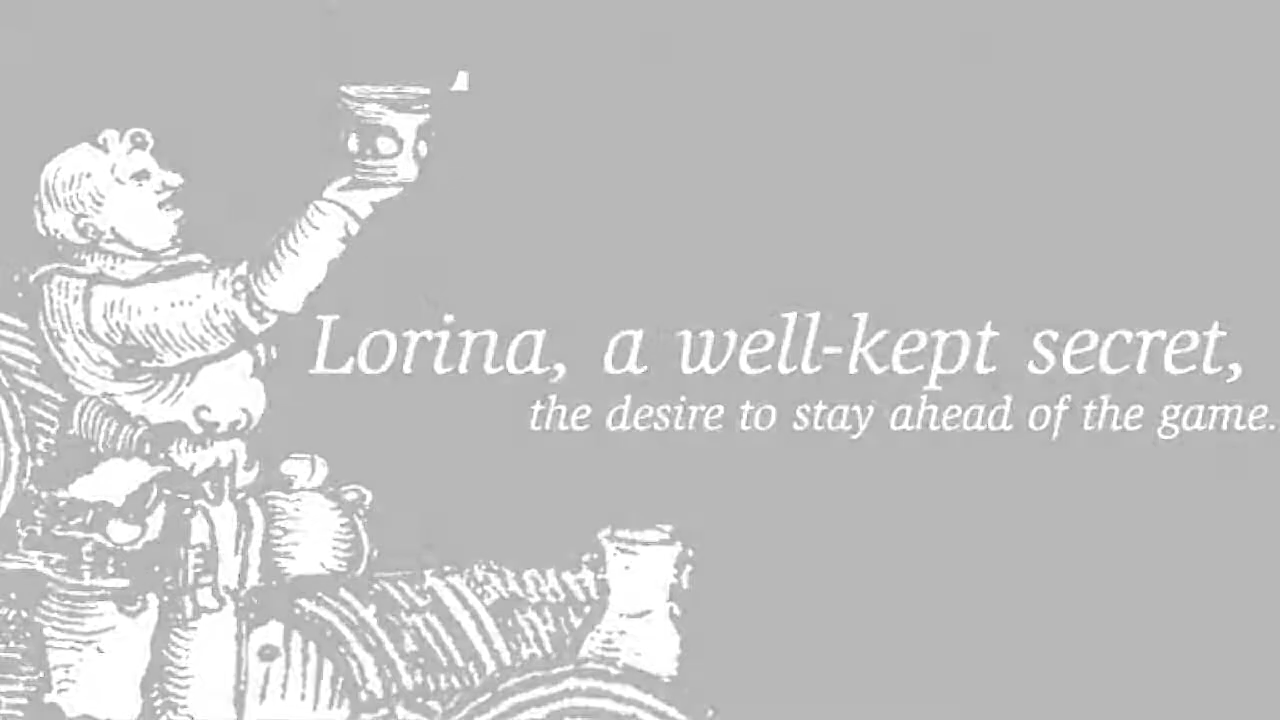 Lorina, a well-kept secret,
the desire to stay ahead of the game.